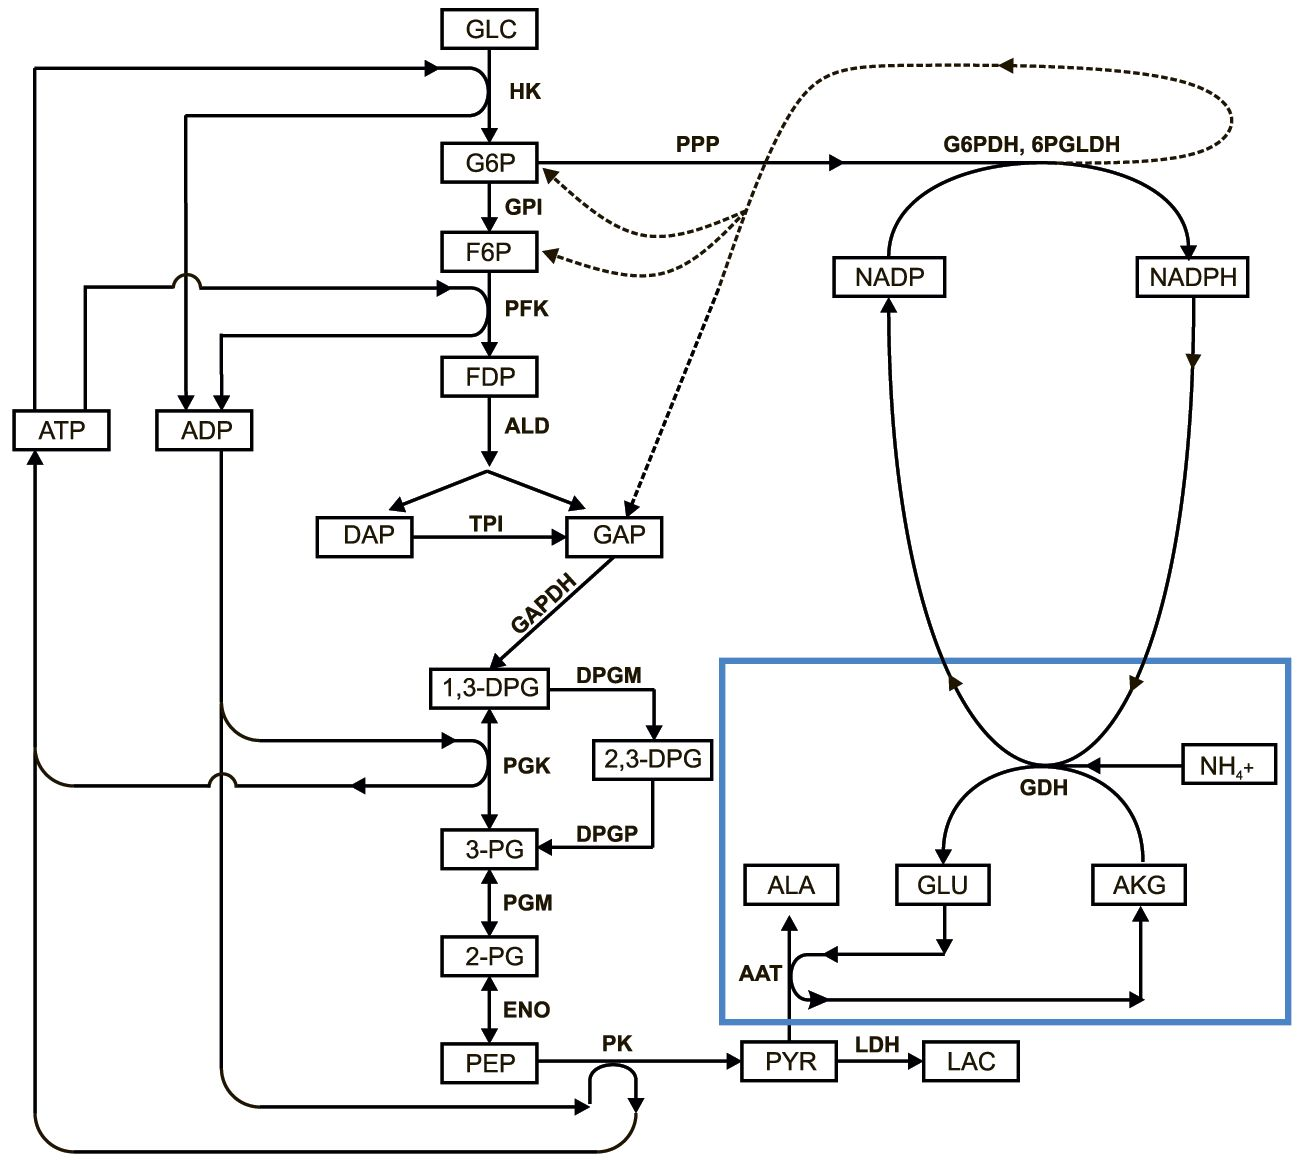 GLC
HK
PPP
G6PDH, 6PGLDH
G6P
GPI
F6P
NADP
NADPH
PFK
FDP
ATP
ADP
ALD
DAP
TPI
GAP
GAPDH
1,3-DPG
DPGM
2,3-DPG
PGK
NH4+
GDH
3-PG
DPGP
ALA
GLU
AKG
PGM
2-PG
AAT
ENO
PEP
PK
PYR
LDH
LAC